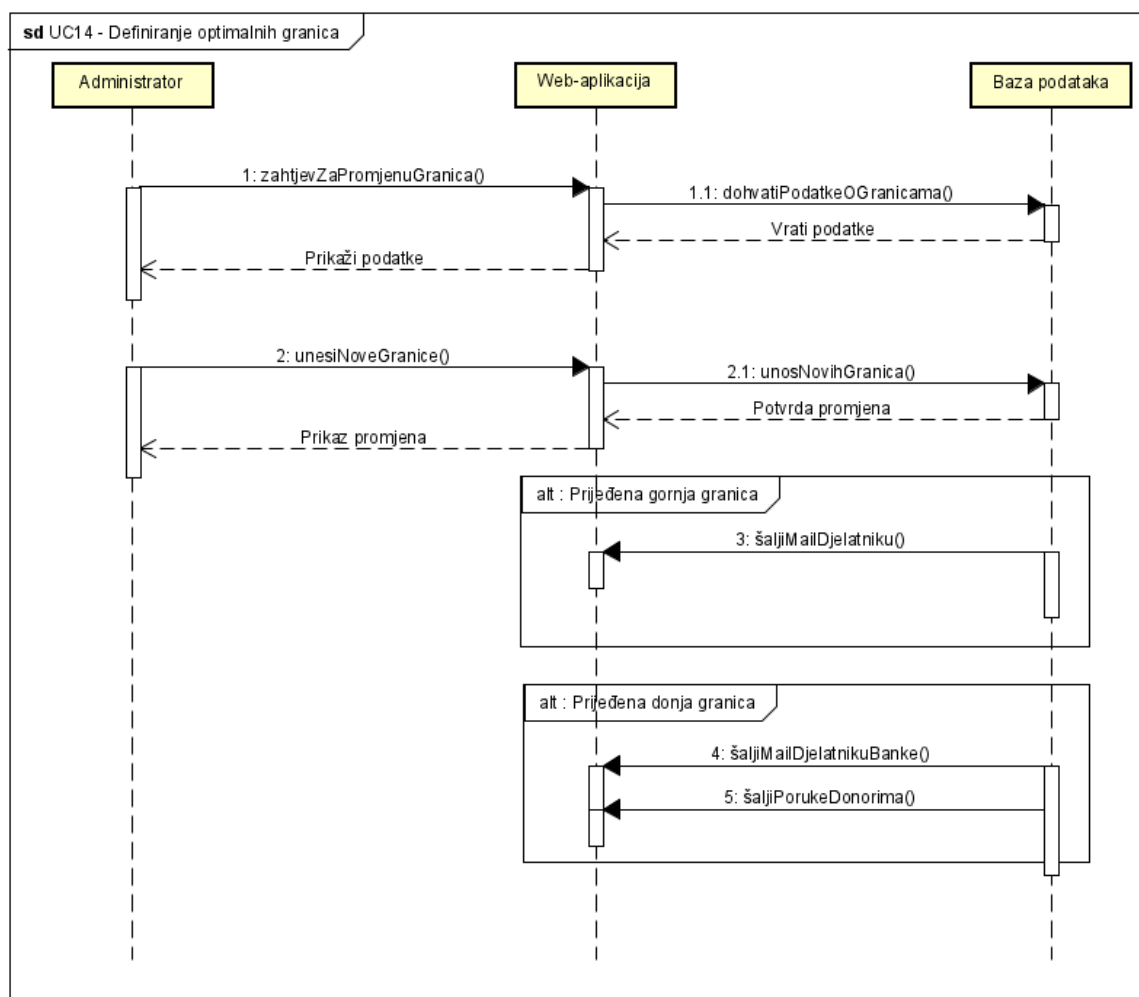 sd UC14 - Definiranje optimalnih granica
Administrator
Web-aplikacija
Baza podataka
1: zahtjevZaPromjenuGranica()
1.1: dohvatiPodatkeOGranicama()
Vrati podatke
Prikaži podatke
2: unesiNoveGranice()
2.1: unosNovihGranica()
Potvrda promjena
Prikaz promjena
alt : Prijeđena gornja granica
3: šaljiMailDjelatniku()
alt : Prijeđena donja granica
4: šaljiMailDjelatnikuBanke()
5: šaljiPorukeDonorima()